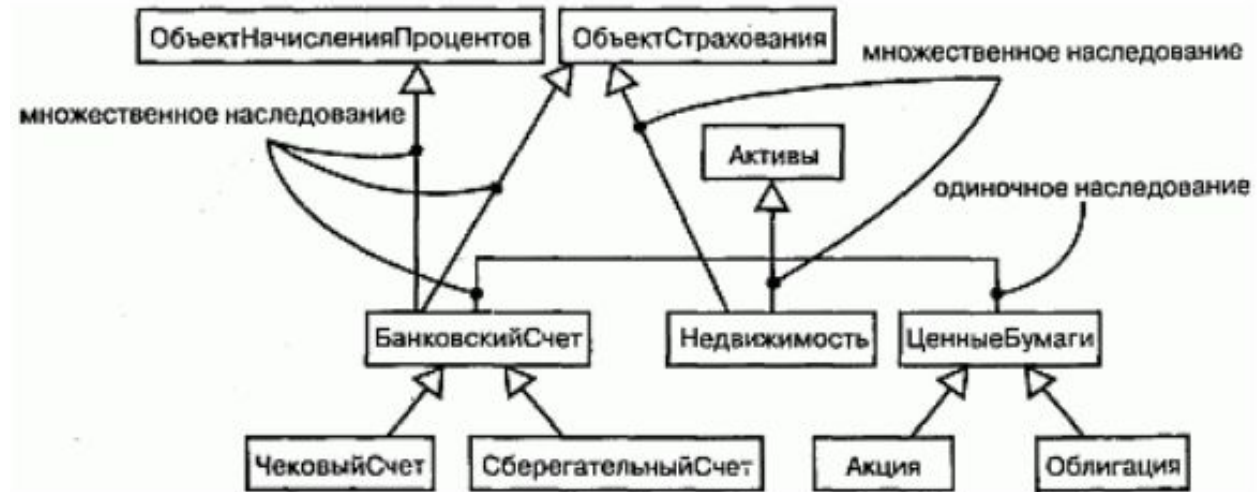 ОбъектНачисленияПроцентов
ОбъектСтрахования
множественное наследование
множественное наследование
Активы
одиночное наследование
БанковскийСчет
Недвижимость
ЦенныеБумаги
ЧековыйСчет
СберегательныйСчет
Акция
Облигация